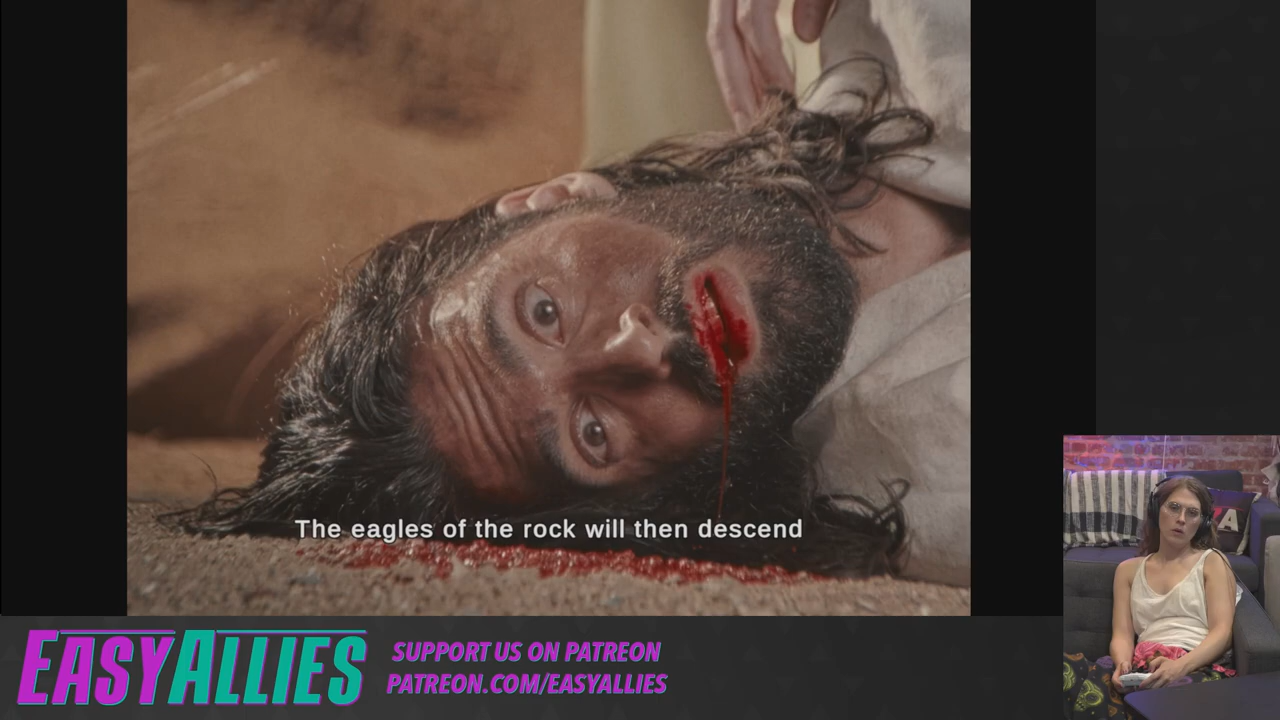 The eagles of the rock will then descend
A
EASYALLIES
SUPPORT US ON PATREON
PATREON.COM/EASYALLIES